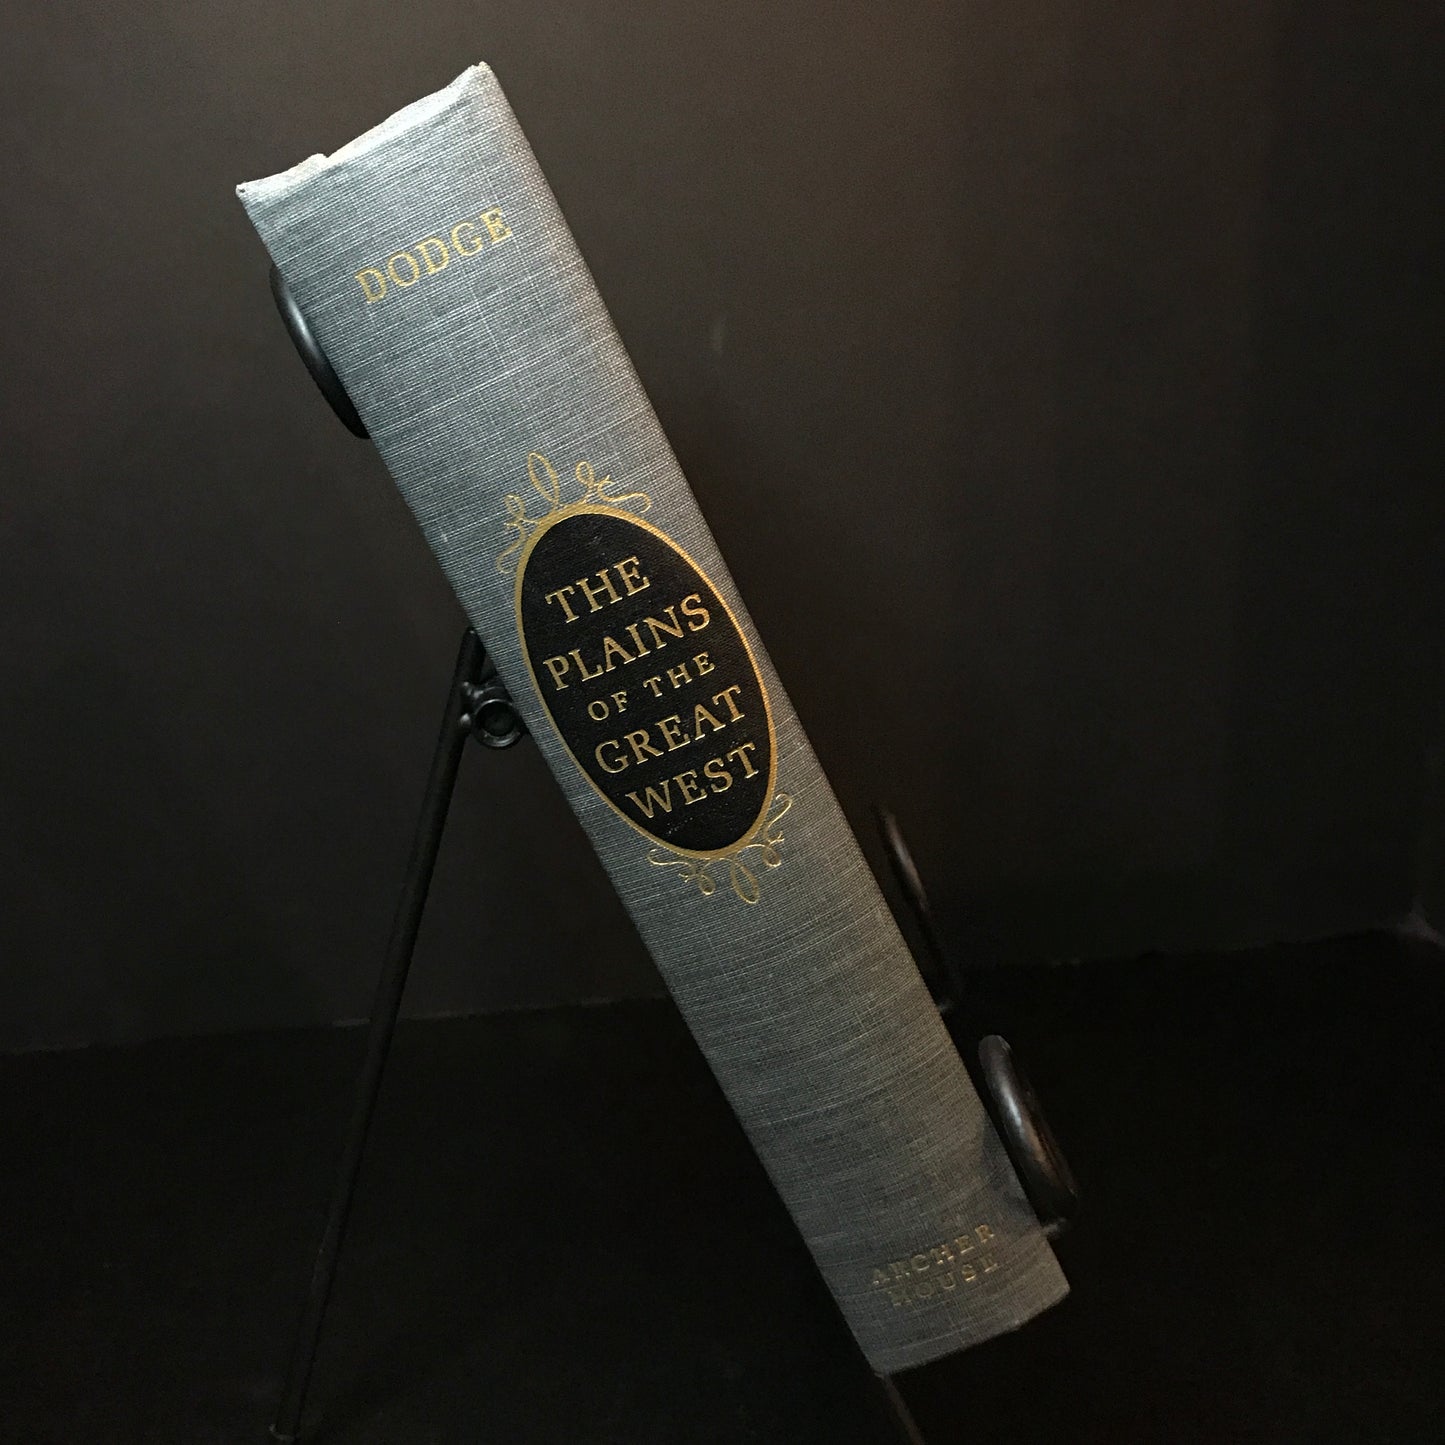 DODGE
THE
PLAINS
OF THE
GREAT
WEST
ARCHER
HOUSE